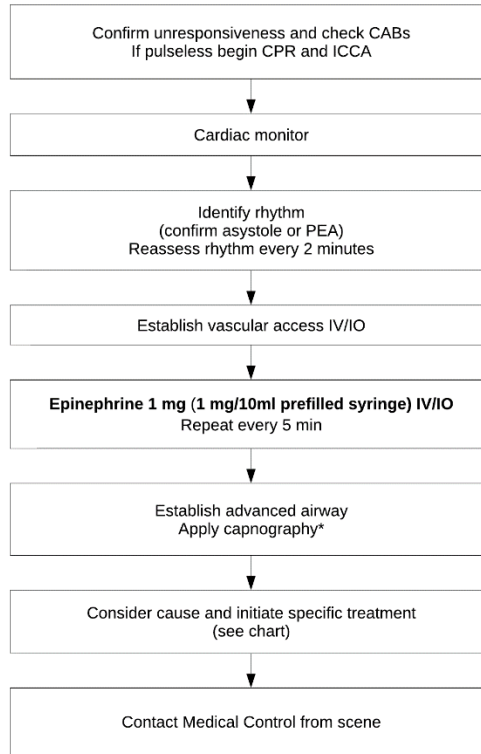 Confirm unresponsiveness and check CABs
If pulseless begin CPR and ICCA
Cardiac monitor
Identify rhythm
(confirm asystole or PEA)
Reassess rhythm every 2 minutes
Establish vascular access IV/IO
Epinephrine 1 mg (1 mg/10ml prefilled syringe) IV/IO
Repeat every 5 min
Establish advanced airway
Apply capnography*
Consider cause and initiate specific treatment
(see chart)
Contact Medical Control from scene